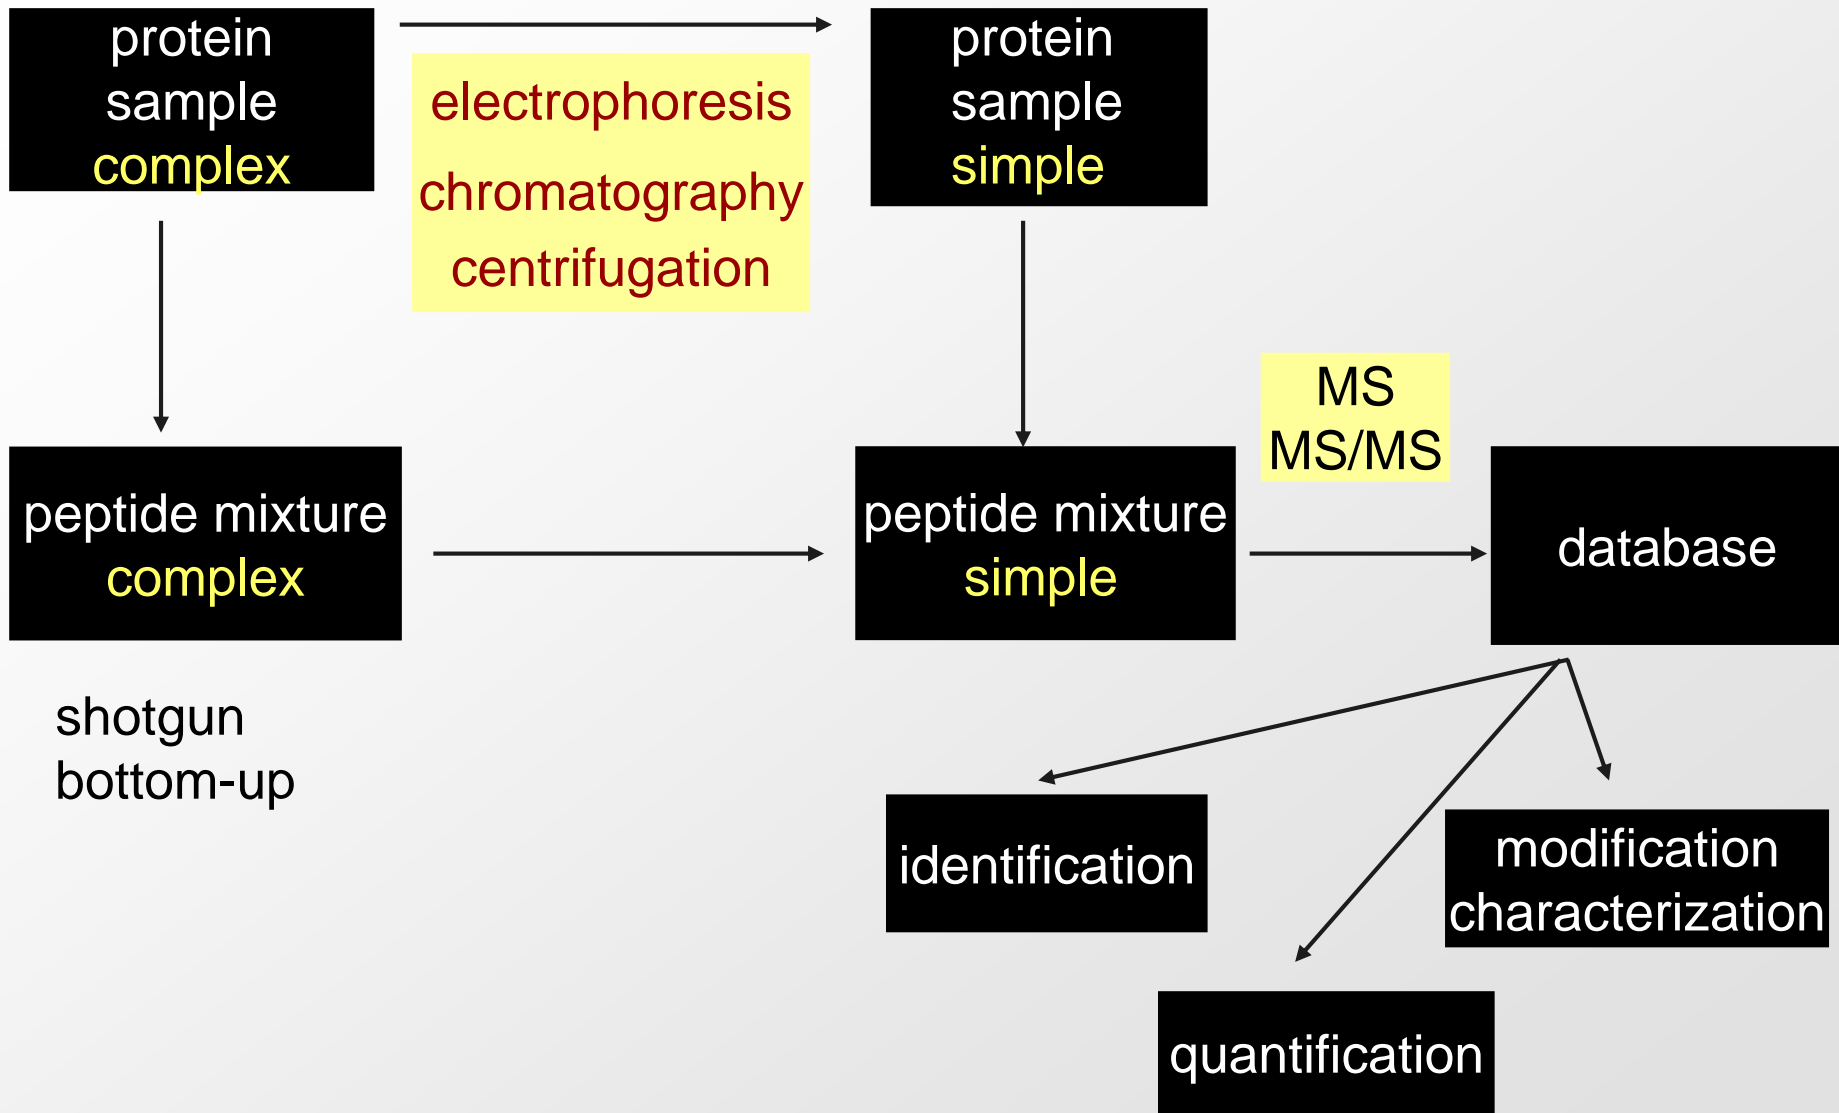 protein
sample
complex
electrophoresis
chromatography
centrifugation
protein
sample
simple
peptide mixture
complex
peptide mixture
simple
MS
MS/MS
database
shotgun
bottom-up
identification
modification
characterization
quantification